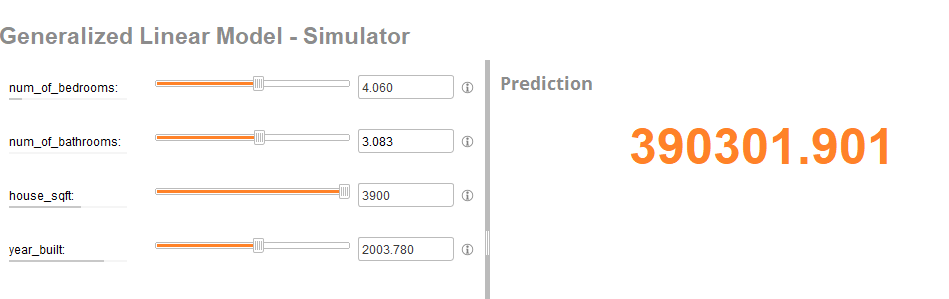 Generalized Linear Model - Simulator
num_of_bedrooms: 4.060
num_of_bathrooms: 3.083
house_sqft: 3900
year_built: 2003.780
Prediction
390301.901